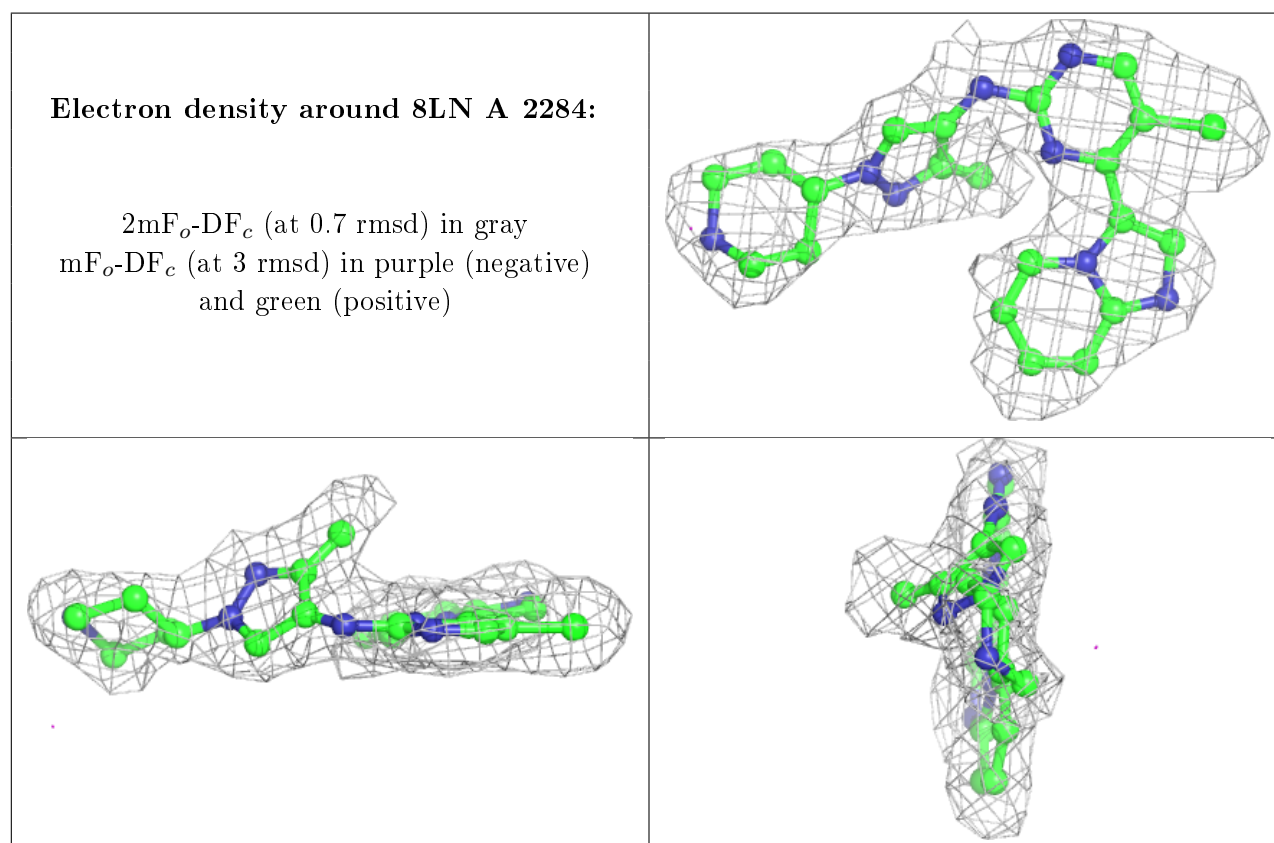 Electron density around 8LN A 2284:
2mFo-DFc (at 0.7 rmsd) in gray
mFo-DFc (at 3 rmsd) in purple (negative)
and green (positive)